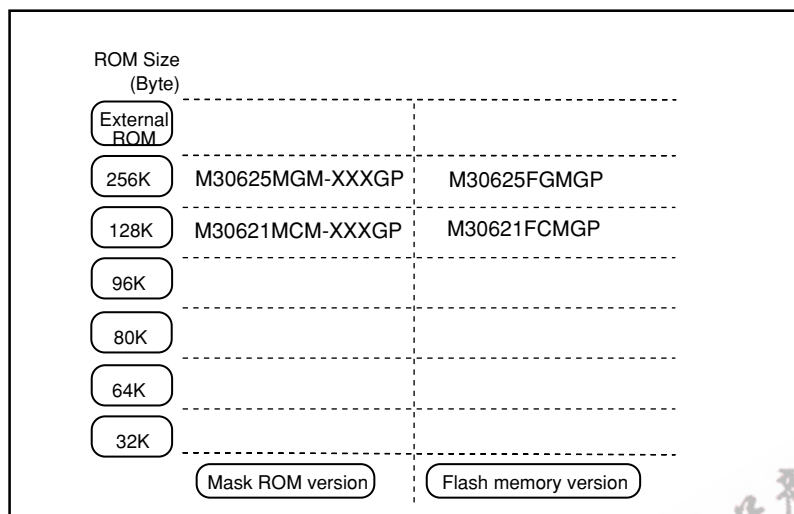 ROM Size
(Byte)
External
ROM
256K M30625MGM-XXXGP M30625FGMGP
128K M30621MCM-XXXGP M30621FCMGP
96K
80K
64K
32K
Mask ROM version Flash memory version